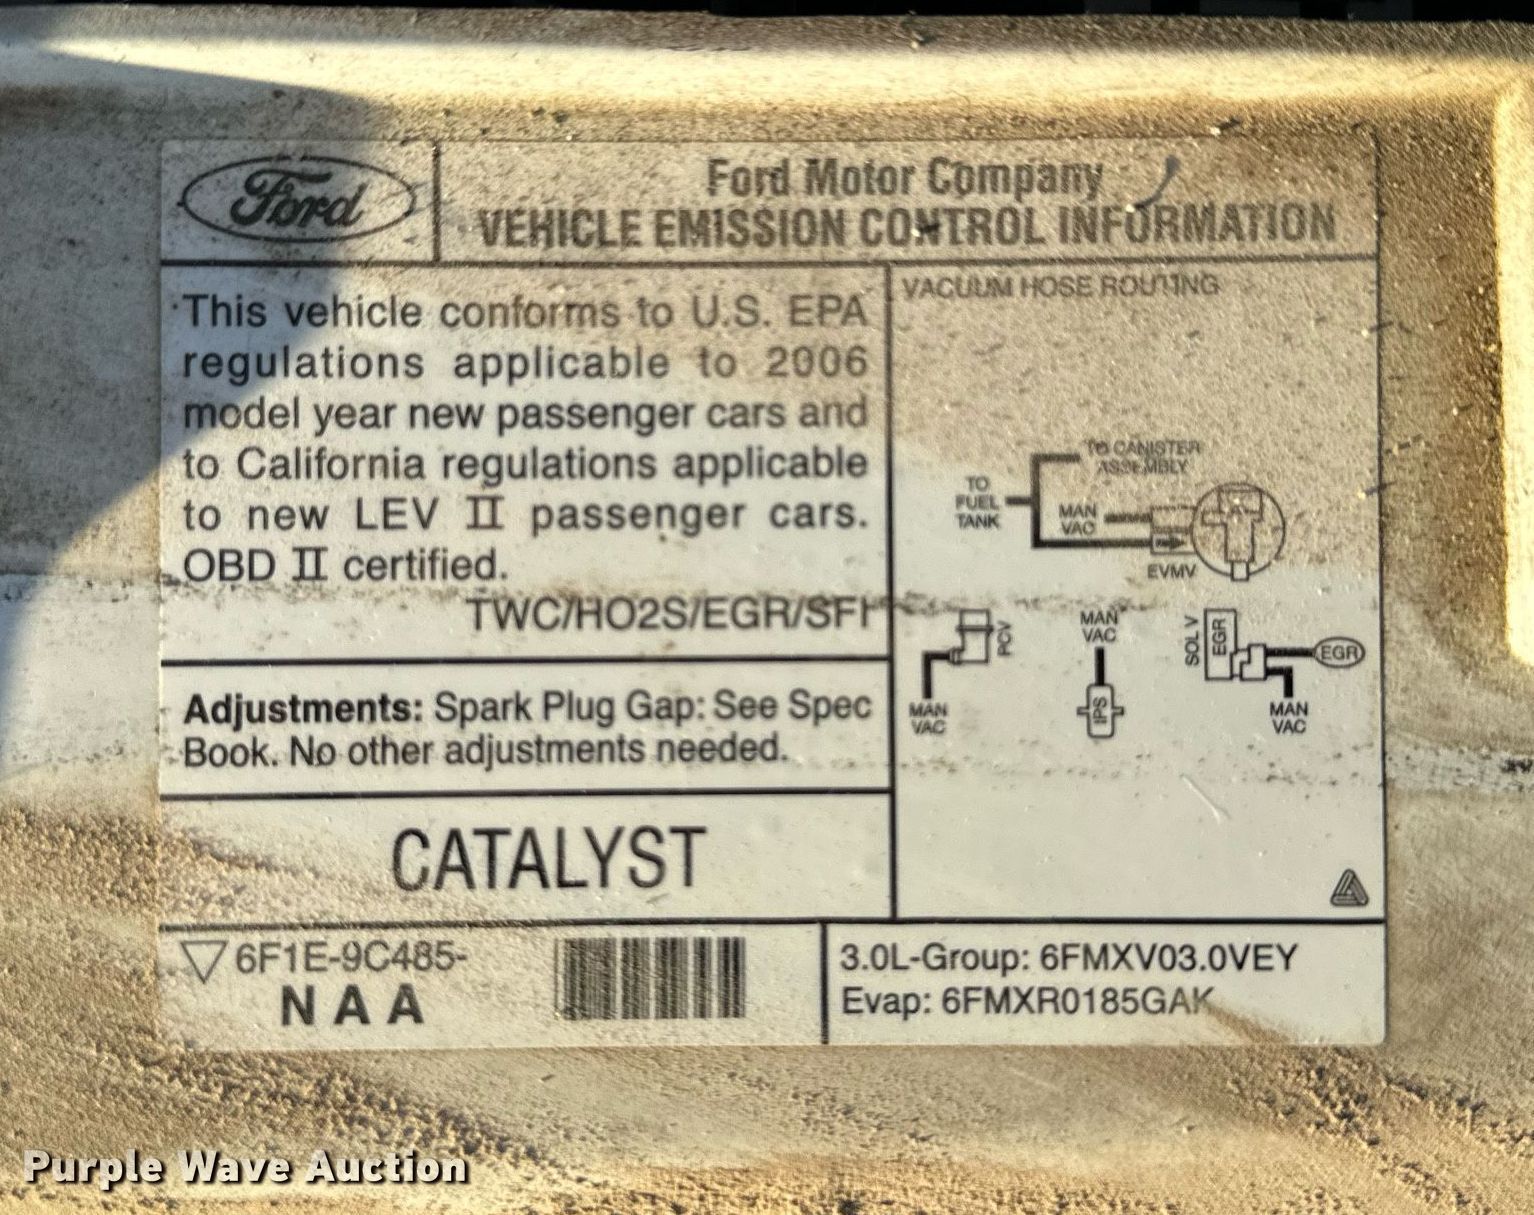 Ford
Ford Motor Company
VEHICLE EMISSION CONTROL INFORMATION
This vehicle conforms to U.S. EPA
regulations applicable to 2006
model year new passenger cars and
to California regulations applicable
to new LEV II passenger cars.
OBD II certified.
TWC/HO2S/EGR/SFI
Adjustments: Spark Plug Gap: See Spec
Book. No other adjustments needed.
CATALYST
VACUUM HOSE ROUTING
TO CANISTER
ASSEMBLY
TO
FUEL
TANK
MAN
VAC
EVMV
PCV
MAN
VAC
MAN
VAC
IPS
SOL V
EGR
EGR
MAN
VAC
6F1E-9C485-
NAA
3.0L-Group: 6FMXV03.0VEY
Evap: 6FMXR0185GAK
Purple Wave Auction